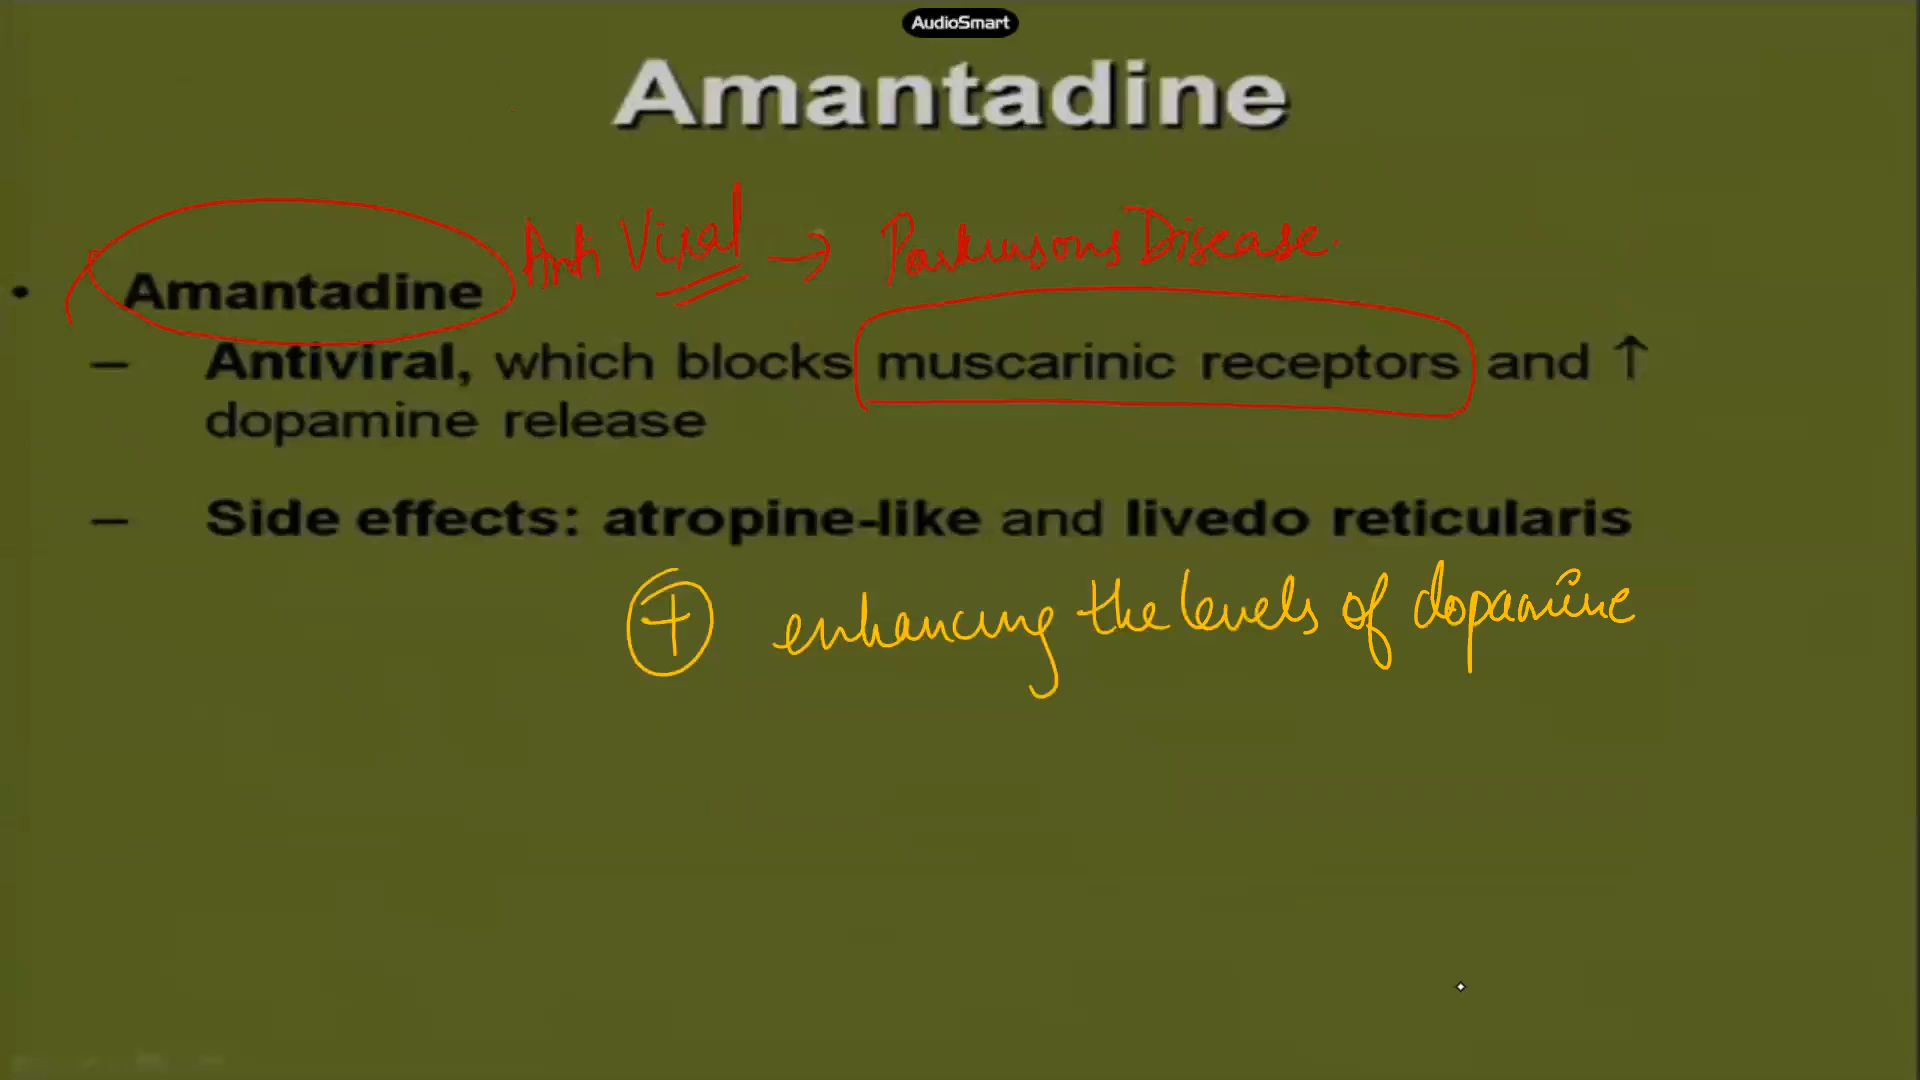 AudioSmart
Amantadine
Anti Viral → Parkinsons Disease.
• Amantadine
– Antiviral, which blocks muscarinic receptors and ↑
dopamine release
– Side effects: atropine-like and livedo reticularis
+ enhancing the levels of dopamine